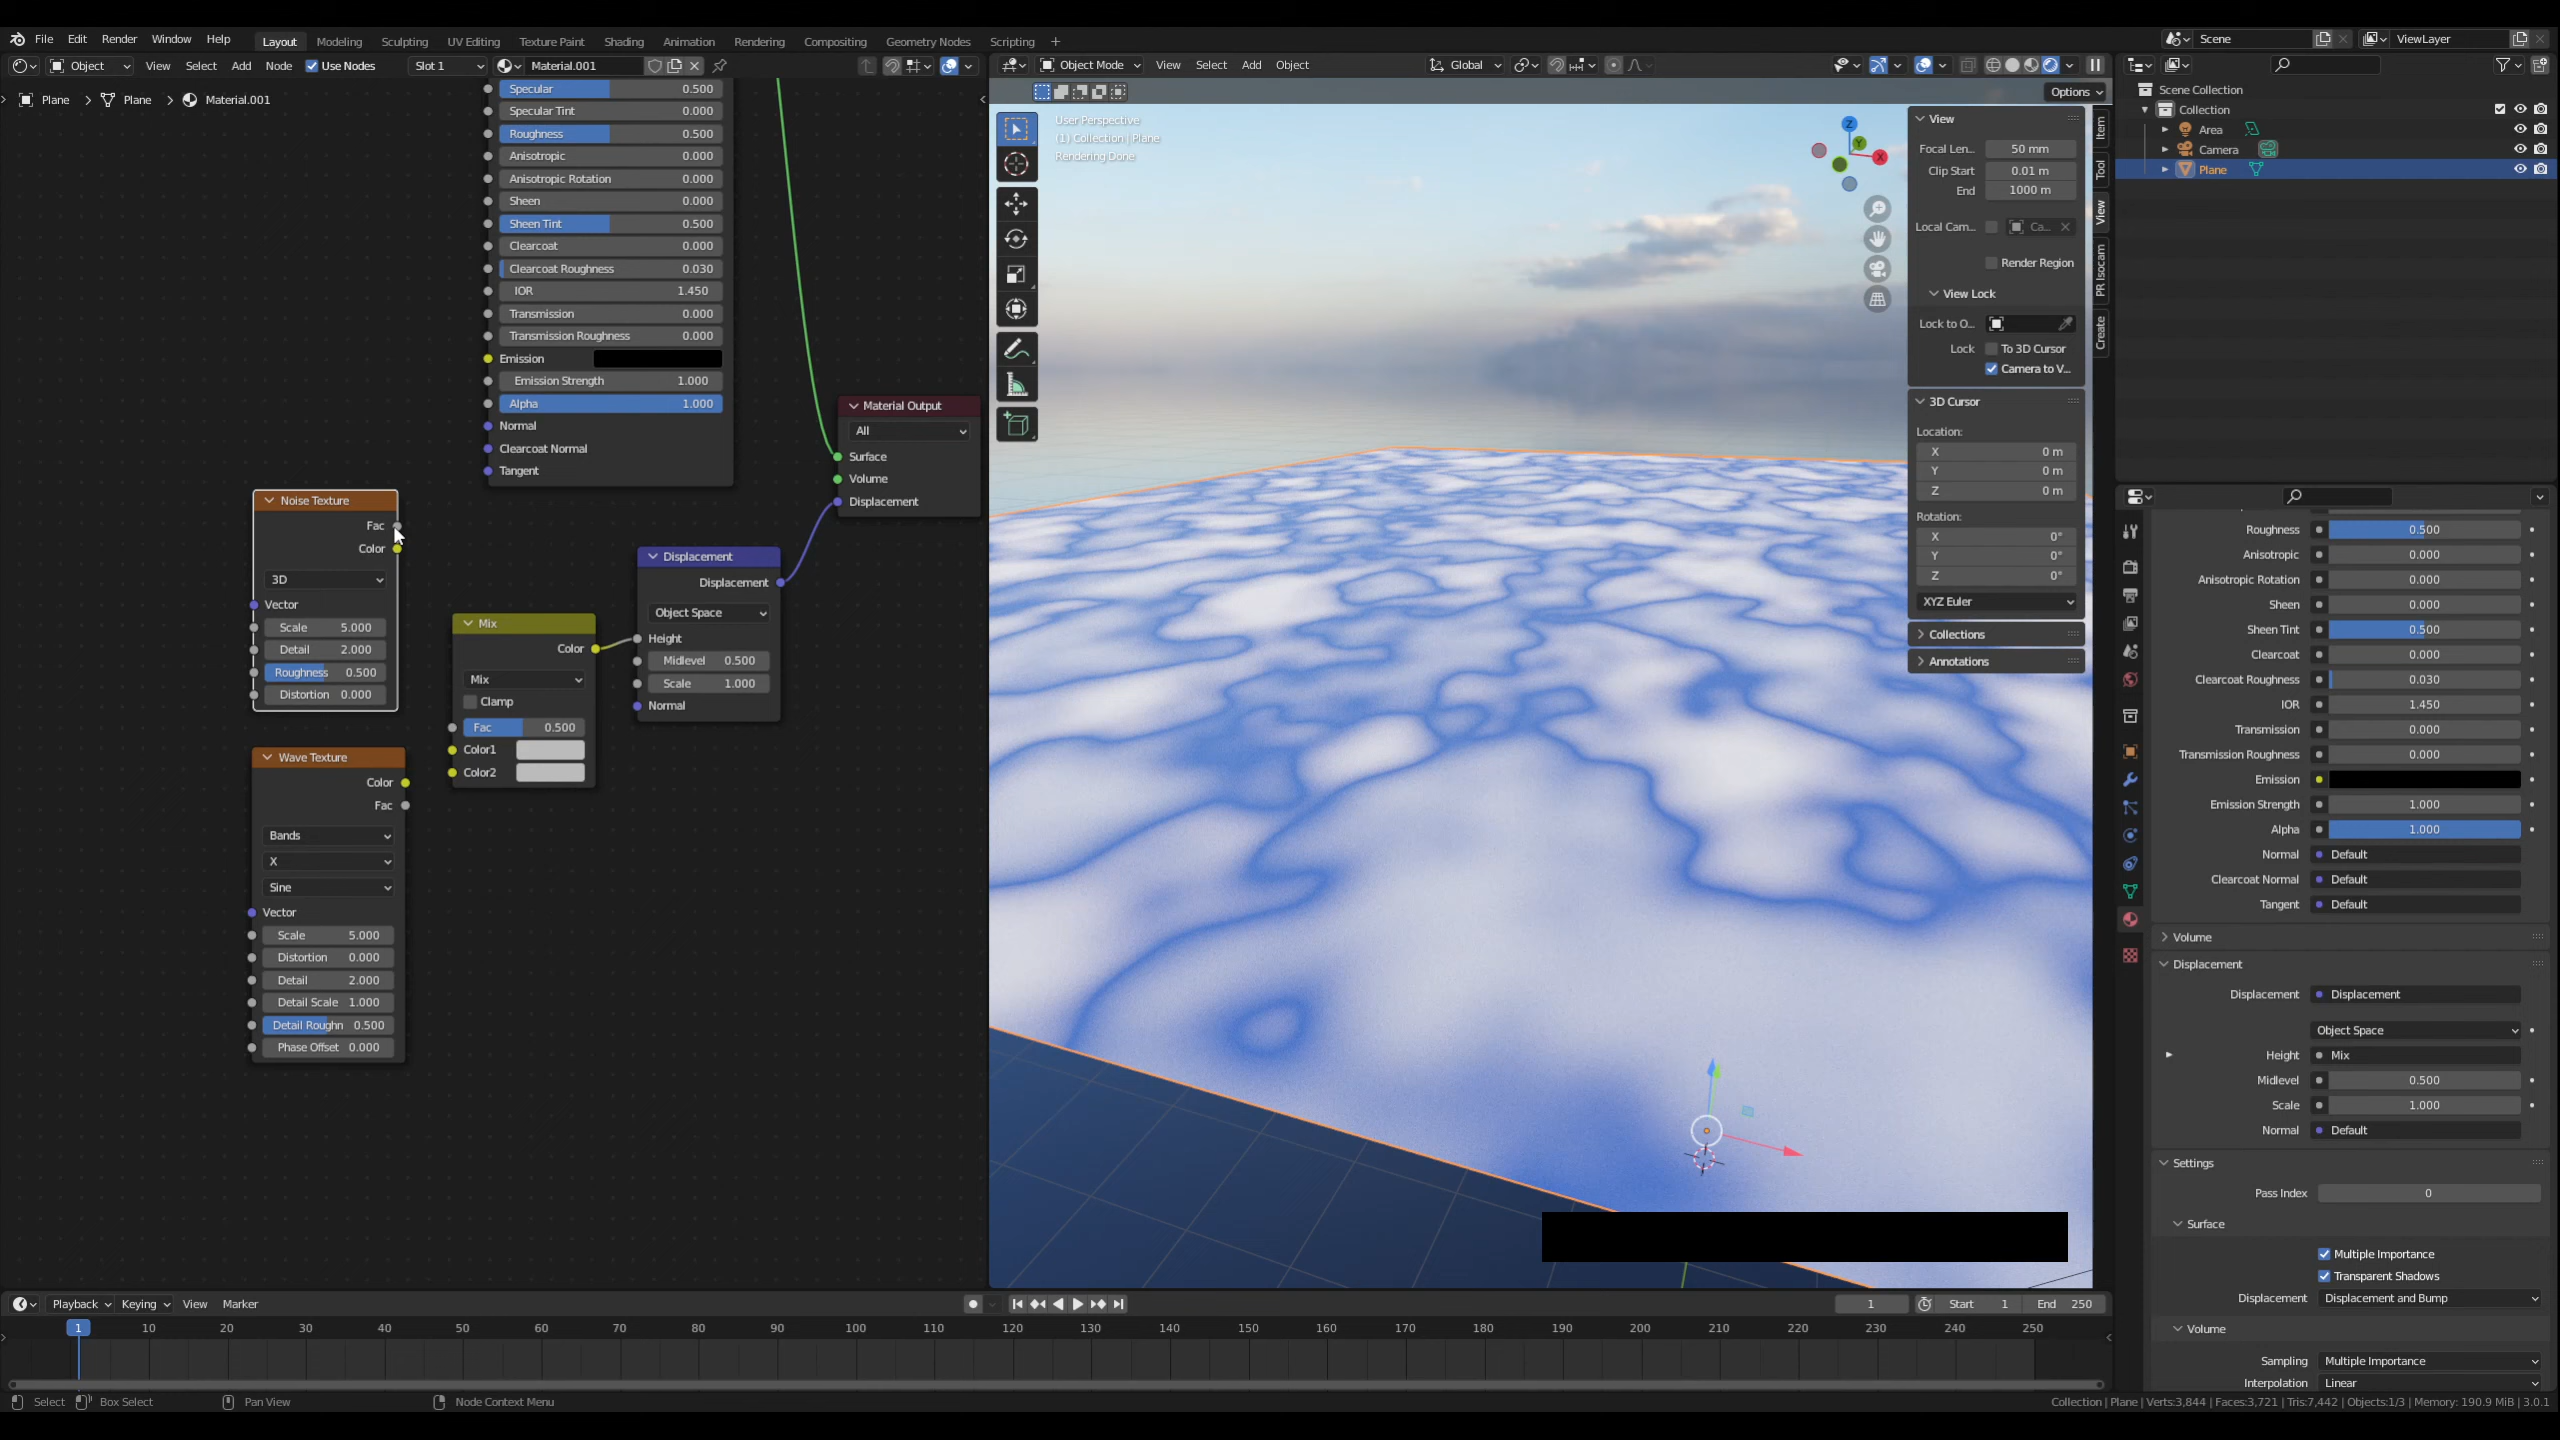 File Edit Render Window Help Layout Modeling Sculpting UV Editing Texture Paint Shading Animation Rendering Compositing Geometry Nodes Scripting + Scene ViewLayer
Object View Select Add Node Use Nodes Slot 1 Material.001
Plane > Plane > Material.001
Specular 0.500
Specular Tint 0.000
Roughness 0.500
Anisotropic 0.000
Anisotropic Rotation 0.000
Sheen 0.000
Sheen Tint 0.500
Clearcoat 0.000
Clearcoat Roughness 0.030
IOR 1.450
Transmission 0.000
Transmission Roughness 0.000
Emission
Emission Strength 1.000
Alpha 1.000
Normal
Clearcoat Normal
Tangent
Material Output
All
Surface
Volume
Displacement
Noise Texture
Fac
Color
3D
Vector
Scale 5.000
Detail 2.000
Roughness 0.500
Distortion 0.000
Displacement
Displacement
Object Space
Height
Midlevel 0.500
Scale 1.000
Normal
Mix
Color
Mix
Clamp
Fac 0.500
Color1
Color2
Wave Texture
Color
Fac
Bands
X
Sine
Vector
Scale 5.000
Distortion 0.000
Detail 2.000
Detail Scale 1.000
Detail Roughn 0.500
Phase Offset 0.000
Object Mode View Select Add Object Global
Options
User Perspective
(1) Collection | Plane
Rendering Done
Z
Y
X
View
Focal Len... 50 mm
Clip Start 0.01 m
End 1000 m
Local Cam... Ca...
Render Region
View Lock
Lock to O...
Lock To 3D Cursor
Camera to V...
3D Cursor
Location:
X 0 m
Y 0 m
Z 0 m
Rotation:
X 0°
Y 0°
Z 0°
XYZ Euler
Collections
Annotations
Item
Tool
View
PR Isocam
Create
Scene Collection
Collection
Area
Camera
Plane
Roughness 0.500
Anisotropic 0.000
Anisotropic Rotation 0.000
Sheen 0.000
Sheen Tint 0.500
Clearcoat 0.000
Clearcoat Roughness 0.030
IOR 1.450
Transmission 0.000
Transmission Roughness 0.000
Emission
Emission Strength 1.000
Alpha 1.000
Normal Default
Clearcoat Normal Default
Tangent Default
Volume
Displacement
Displacement Displacement
Object Space
Height Mix
Midlevel 0.500
Scale 1.000
Normal Default
Settings
Pass Index 0
Surface
Multiple Importance
Transparent Shadows
Displacement Displacement and Bump
Volume
Sampling Multiple Importance
Interpolation Linear
Playback Keying View Marker 1 Start 1 End 250
1 10 20 30 40 50 60 70 80 90 100 110 120 130 140 150 160 170 180 190 200 210 220 230 240 250
Select Box Select Pan View Node Context Menu Collection | Plane | Verts:3,844 | Faces:3,721 | Tris:7,442 | Objects:1/3 | Memory: 190.9 MiB | 3.0.1